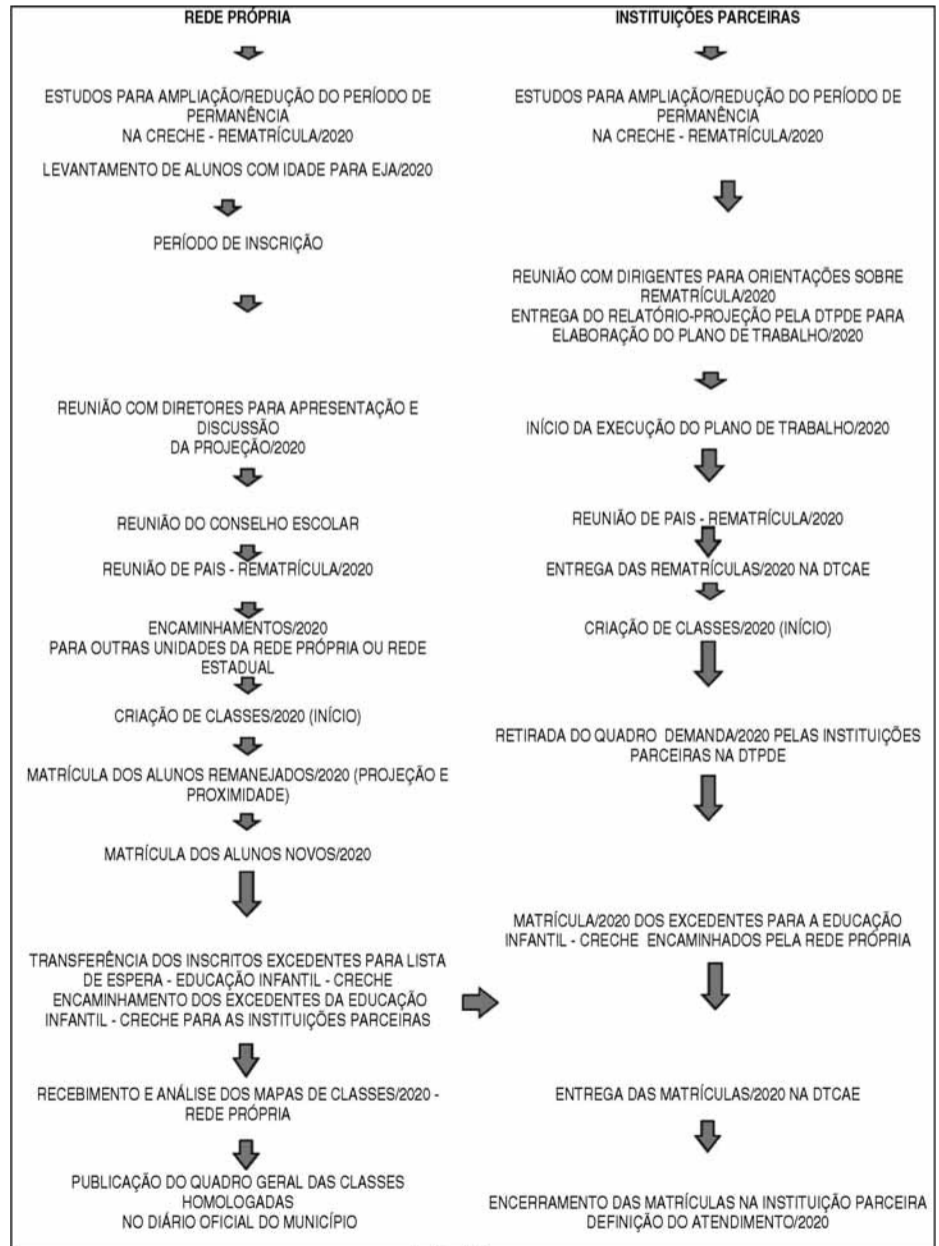 REDE PRÓPRIA
ESTUDOS PARA AMPLIAÇÃO/REDUÇÃO DO PERÍODO DE
PERMANÊNCIA
NA CRECHE - REMATRÍCULA/2020
LEVANTAMENTO DE ALUNOS COM IDADE PARA EJA/2020
PERÍODO DE INSCRIÇÃO
REUNIÃO COM DIRETORES PARA APRESENTAÇÃO E
DISCUSSÃO
DA PROJEÇÃO/2020
REUNIÃO DO CONSELHO ESCOLAR
REUNIÃO DE PAIS - REMATRÍCULA/2020
ENCAMINHAMENTOS/2020
PARA OUTRAS UNIDADES DA REDE PRÓPRIA OU REDE
ESTADUAL
CRIAÇÃO DE CLASSES/2020 (INÍCIO)
MATRÍCULA DOS ALUNOS REMANEJADOS/2020 (PROJEÇÃO E
PROXIMIDADE)
MATRÍCULA DOS ALUNOS NOVOS/2020
TRANSFERÊNCIA DOS INSCRITOS EXCEDENTES PARA LISTA
DE ESPERA - EDUCAÇÃO INFANTIL - CRECHE
ENCAMINHAMENTO DOS EXCEDENTES DA EDUCAÇÃO
INFANTIL - CRECHE PARA AS INSTITUIÇÕES PARCEIRAS
RECEBIMENTO E ANÁLISE DOS MAPAS DE CLASSES/2020 -
REDE PRÓPRIA
PUBLICAÇÃO DO QUADRO GERAL DAS CLASSES
HOMOLOGADAS
NO DIÁRIO OFICIAL DO MUNICÍPIO
INSTITUIÇÕES PARCEIRAS
ESTUDOS PARA AMPLIAÇÃO/REDUÇÃO DO PERÍODO DE
PERMANÊNCIA
NA CRECHE - REMATRÍCULA/2020
REUNIÃO COM DIRIGENTES PARA ORIENTAÇÕES SOBRE
REMATRÍCULA/2020
ENTREGA DO RELATÓRIO-PROJEÇÃO PELA DTPDE PARA
ELABORAÇÃO DO PLANO DE TRABALHO/2020
INÍCIO DA EXECUÇÃO DO PLANO DE TRABALHO/2020
REUNIÃO DE PAIS - REMATRÍCULA/2020
ENTREGA DAS REMATRÍCULAS/2020 NA DTCAE
CRIAÇÃO DE CLASSES/2020 (INÍCIO)
RETIRADA DO QUADRO DEMANDA/2020 PELAS INSTITUIÇÕES
PARCEIRAS NA DTPDE
MATRÍCULA/2020 DOS EXCEDENTES PARA A EDUCAÇÃO
INFANTIL - CRECHE ENCAMINHADOS PELA REDE PRÓPRIA
ENTREGA DAS MATRÍCULAS/2020 NA DTCAE
ENCERRAMENTO DAS MATRÍCULAS NA INSTITUIÇÃO PARCEIRA
DEFINIÇÃO DO ATENDIMENTO/2020